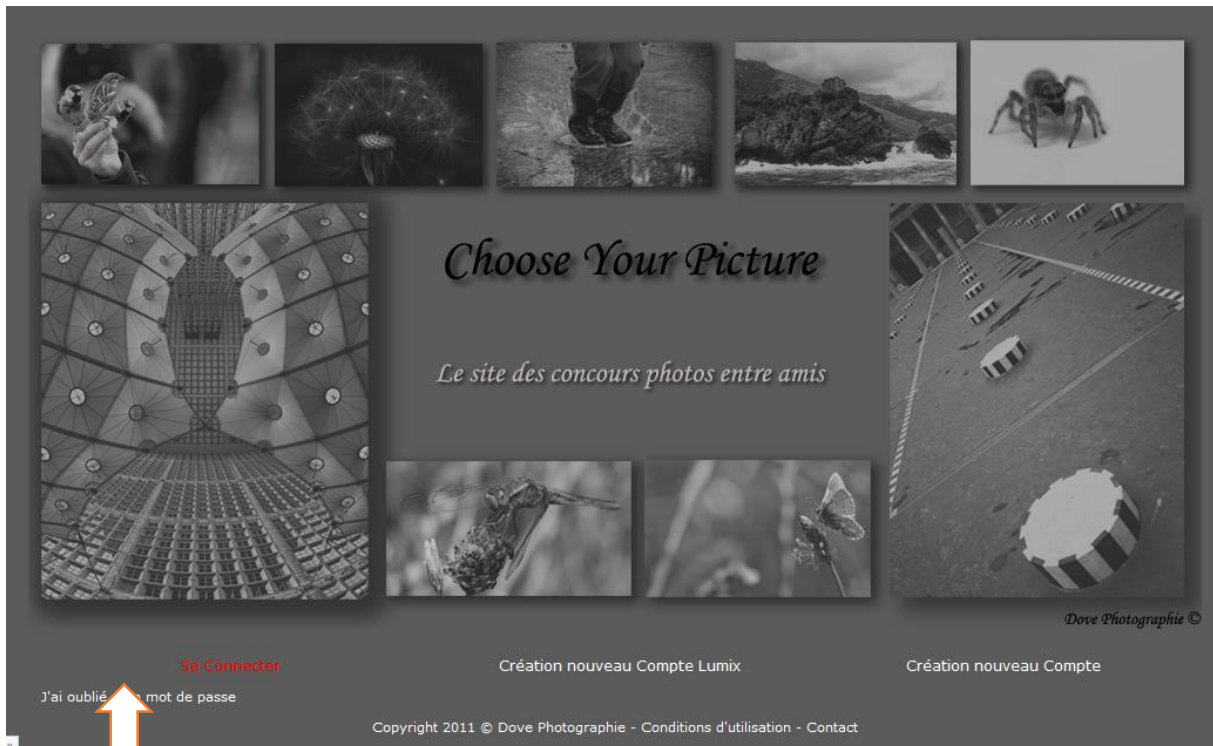 Choose Your Picture
Le site des concours photos entre amis
Dove Photographie ©
Se Connecter
Création nouveau Compte Lumix
Création nouveau Compte
J'ai oublié mot de passe
Copyright 2011 © Dove Photographie - Conditions d'utilisation - Contact